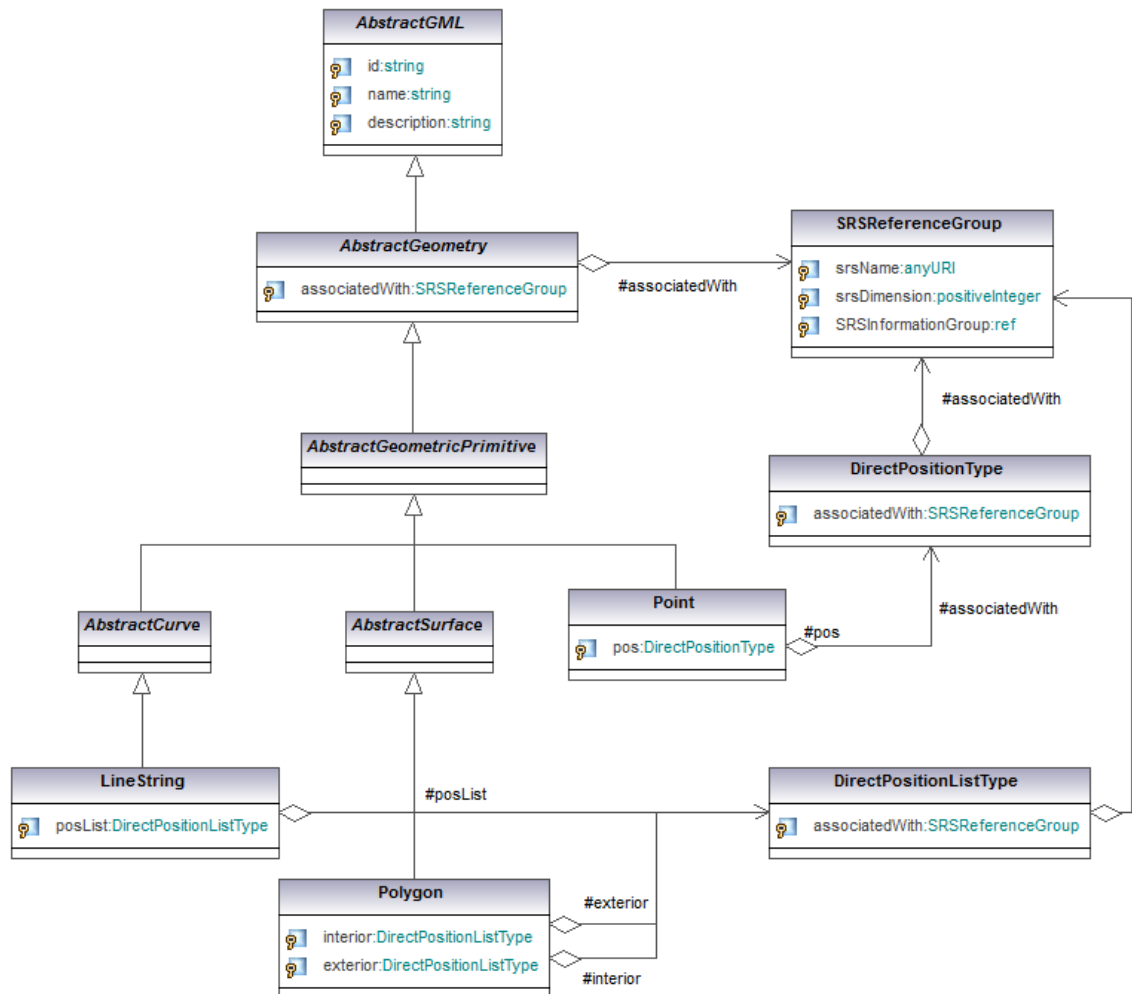 AbstractGML
id:string
name:string
description:string
AbstractGeometry
associatedWith:SRSReferenceGroup
#associatedWith
SRSReferenceGroup
srsName:anyURI
srsDimension:positiveInteger
SRSInformationGroup:ref
#associatedWith
AbstractGeometricPrimitive
DirectPositionType
associatedWith:SRSReferenceGroup
AbstractCurve
AbstractSurface
Point
pos:DirectPositionType
#pos
#associatedWith
LineString
posList:DirectPositionListType
#posList
DirectPositionListType
associatedWith:SRSReferenceGroup
Polygon
interior:DirectPositionListType
exterior:DirectPositionListType
#exterior
#interior